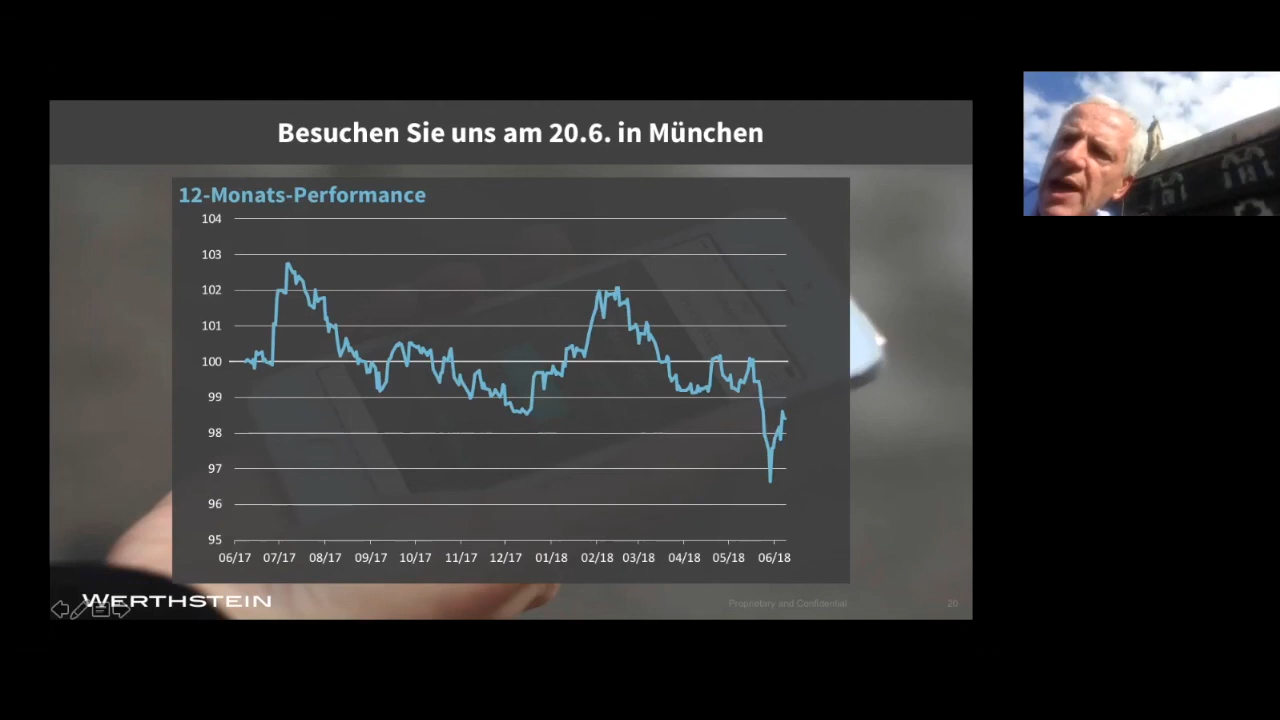 Besuchen Sie uns am 20.6. in München
12-Monats-Performance
104
103
102
101
100
99
98
97
96
95
06/17 07/17 08/17 09/17 10/17 11/17 12/17 01/18 02/18 03/18 04/18 05/18 06/18
WERTHSTEIN
Proprietary and Confidential
20